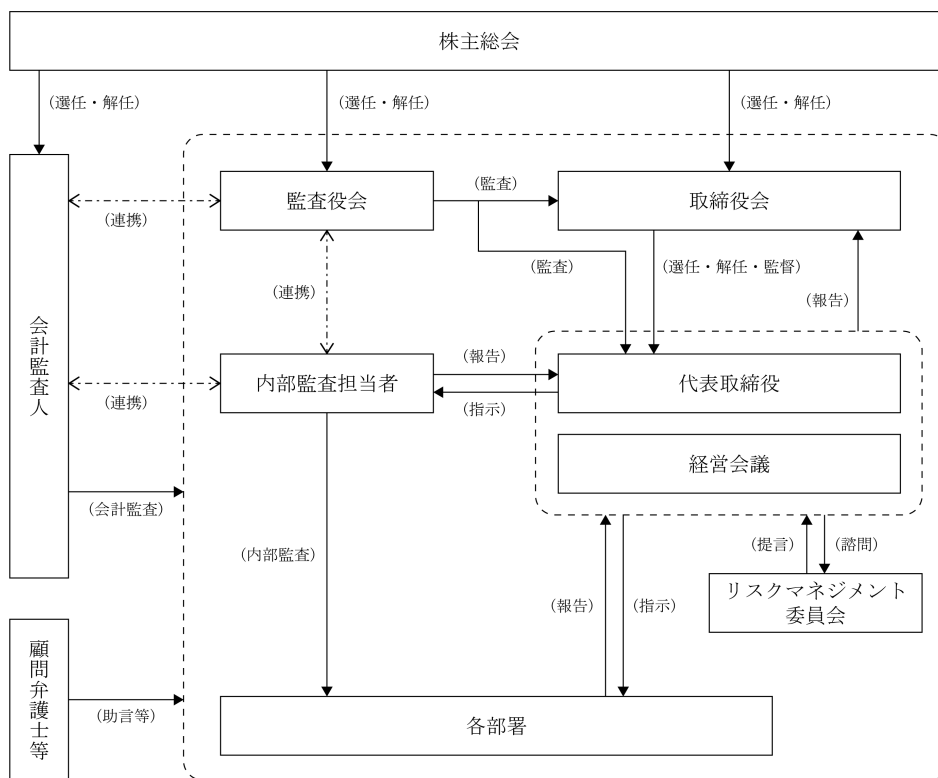 株主総会
(選任・解任)
(選任・解任)
(選任・解任)
監査役会
(監査)
取締役会
(連携)
(監査)
(選任・解任・監督)
(連携)
(報告)
会計監査人
内部監査担当者
(報告)
代表取締役
(連携)
(指示)
経営会議
(会計監査)
(内部監査)
(提言)
(諮問)
リスクマネジメント
委員会
(報告)
(指示)
顧問弁護士等
(助言等)
各部署